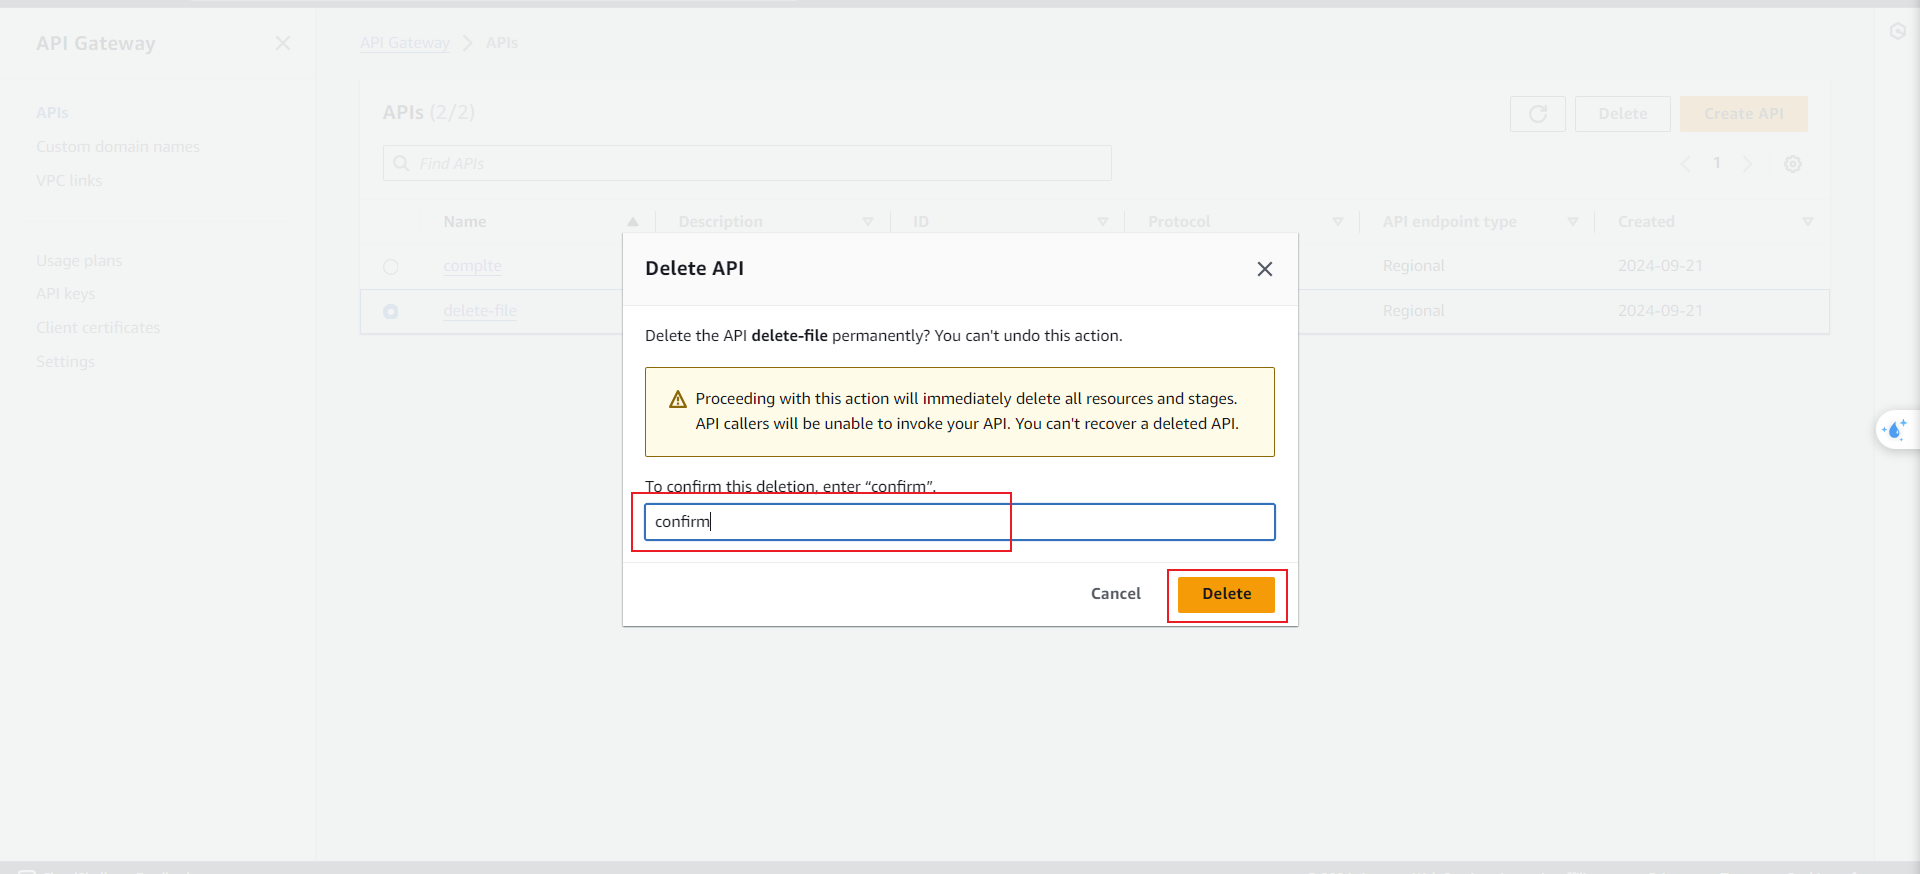 API Gateway
API Gateway > APIs
APIs
Custom domain names
VPC links
Usage plans
API keys
Client certificates
Settings
APIs (2/2)
Delete
Create API
Find APIs
1
Name Description ID Protocol API endpoint type Created
complte Regional 2024-09-21
delete-file Regional 2024-09-21
Delete API
Delete the API delete-file permanently? You can't undo this action.
Proceeding with this action will immediately delete all resources and stages.
API callers will be unable to invoke your API. You can't recover a deleted API.
To confirm this deletion, enter “confirm”.
confirm
Cancel Delete